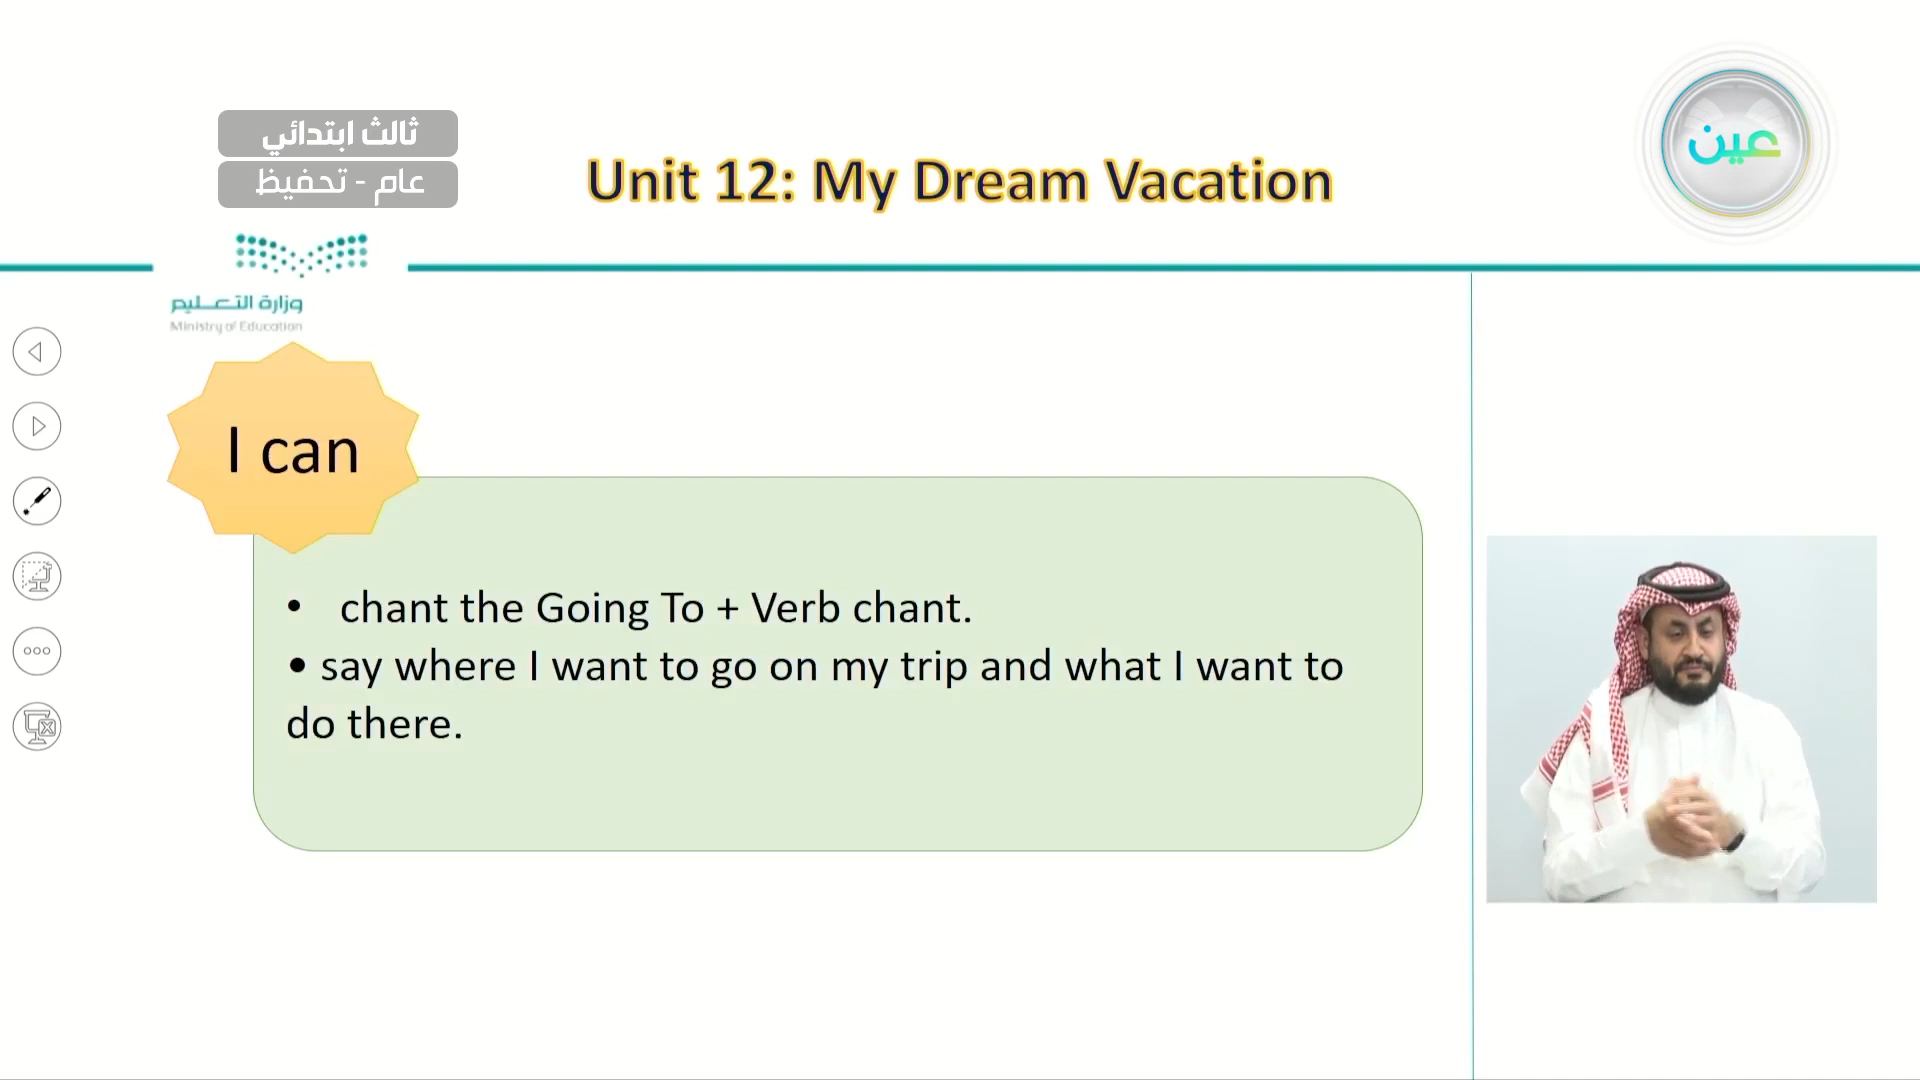 ثالث ابتدائي
عام - تحفيظ
Unit 12: My Dream Vacation
عين
وزارة التعليم
Ministry of Education
I can
• chant the Going To + Verb chant.
• say where I want to go on my trip and what I want to
do there.